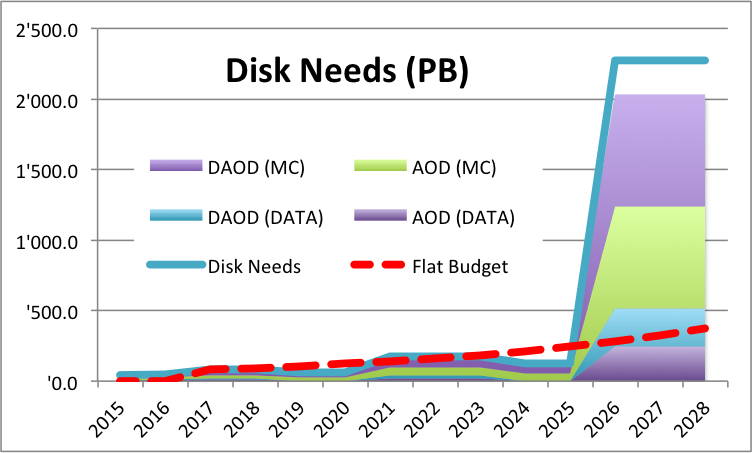 Disk Needs (PB)
2'500.0
2'000.0
1'500.0
1'000.0
'500.0
'0.0
DAOD (MC)
AOD (MC)
DAOD (DATA)
AOD (DATA)
Disk Needs
Flat Budget
2015
2016
2017
2018
2019
2020
2021
2022
2023
2024
2025
2026
2027
2028